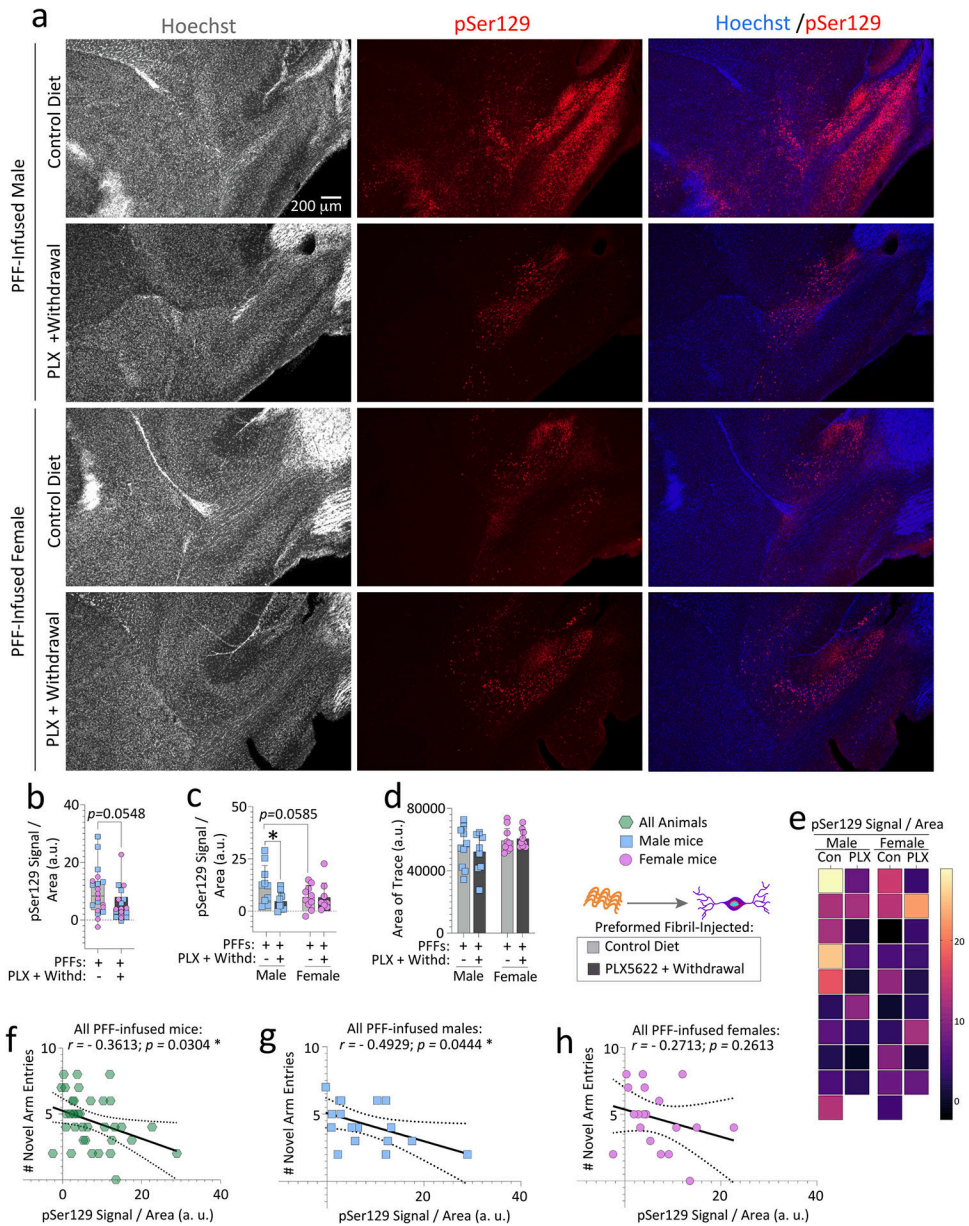 a
Hoechst
pSer129
Hoechst /pSer129
PFF-Infused Male
Control Diet
200 µm
PLX +Withdrawal
PFF-Infused Female
Control Diet
PLX + Withdrawal
b
p=0.0548
pSer129 Signal /
Area (a.u.)
40
20
0
PFFs: + +
PLX + Withd: - +
c
p=0.0585
*
pSer129 Signal /
Area (a.u.)
50
25
0
PFFs: + + + +
PLX + Withd: - + - +
Male Female
d
Area of Trace (a.u.)
80000
40000
0
PFFs: + + + +
PLX + Withd: - + - +
Male Female
All Animals
Male mice
Female mice
Preformed Fibril-Injected:
Control Diet
PLX5622 + Withdrawal
e
pSer129 Signal / Area
Male Female
Con PLX Con PLX
40
30
20
10
0
f
All PFF-infused mice:
r = - 0.3613; p = 0.0304 *
# Novel Arm Entries
10
5
0
0 20 40
pSer129 Signal / Area (a. u.)
g
All PFF-infused males:
r = - 0.4929; p = 0.0444 *
# Novel Arm Entries
10
5
0
0 20 40
pSer129 Signal / Area (a. u.)
h
All PFF-infused females:
r = - 0.2713; p = 0.2613
# Novel Arm Entries
10
5
0
0 20 40
pSer129 Signal / Area (a. u.)